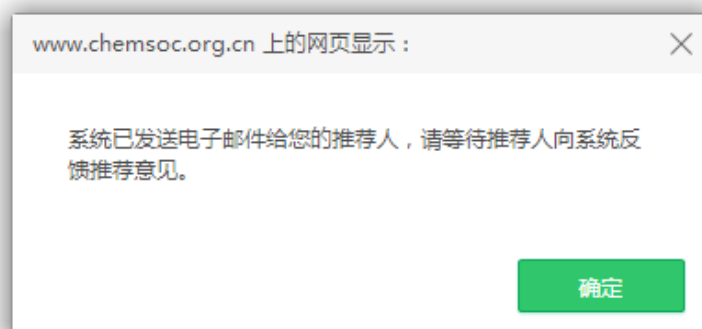 www.chemsoc.org.cn 上的网页显示：
系统已发送电子邮件给您的推荐人，请等待推荐人向系统反
馈推荐意见。
确定